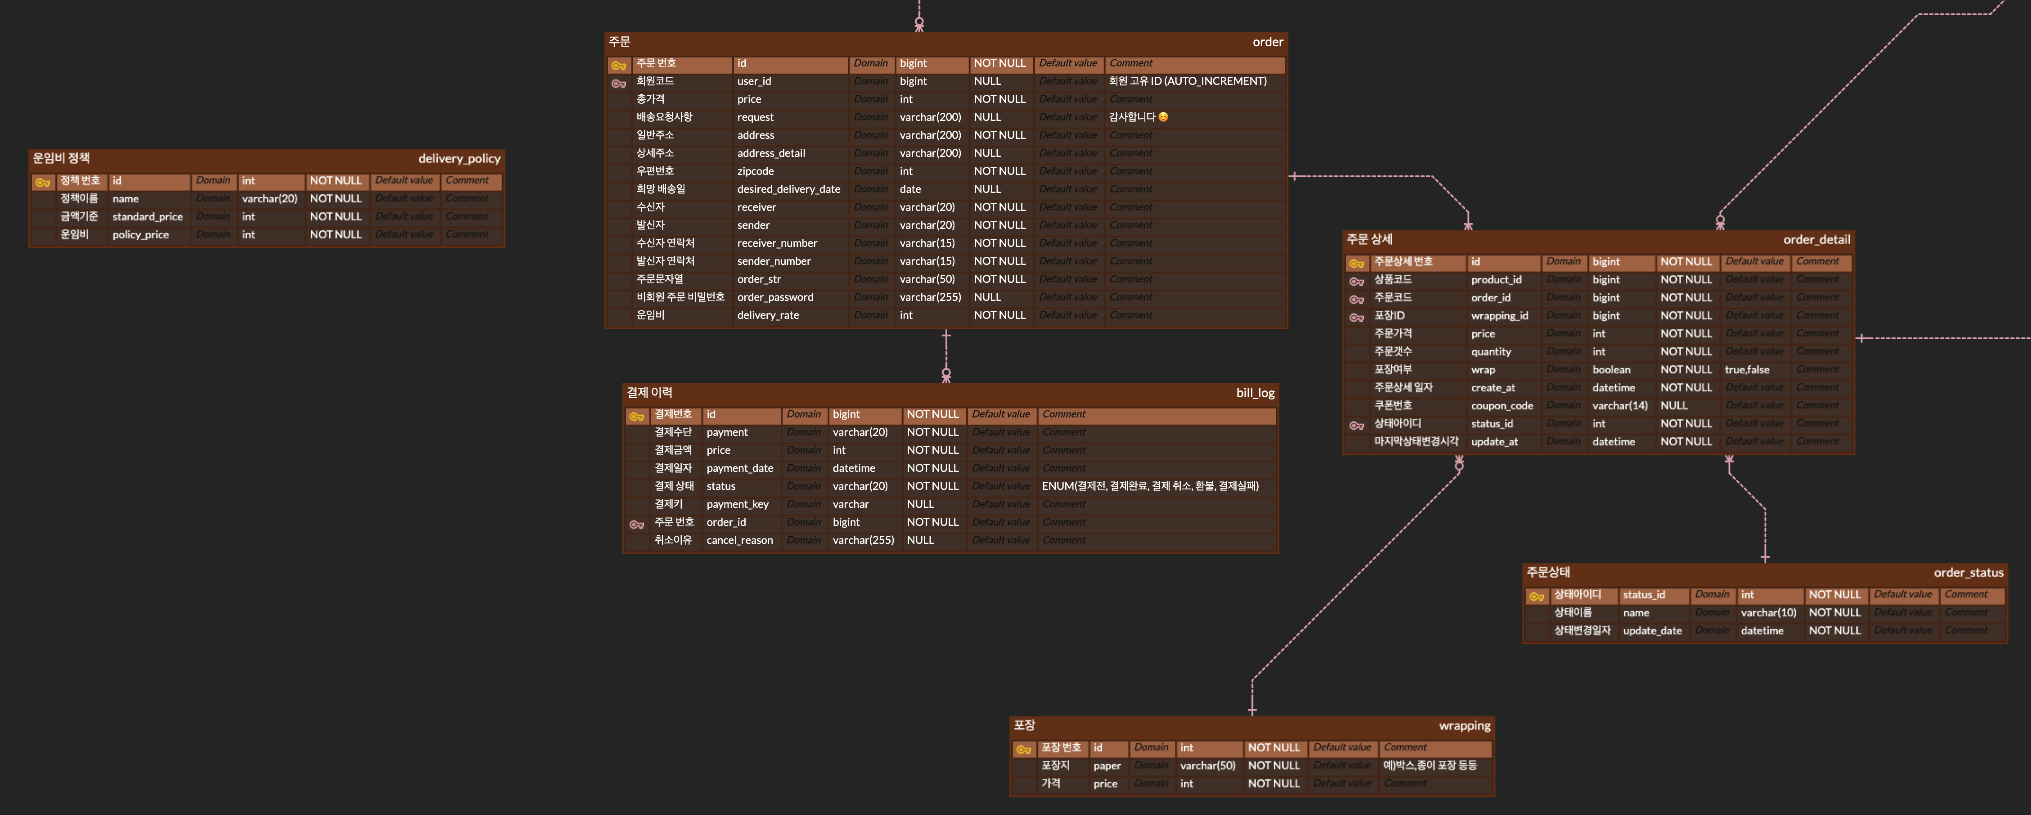 주문 order
주문 번호 id Domain bigint NOT NULL Default value Comment
회원코드 user_id Domain bigint NULL Default value 회원 고유 ID (AUTO_INCREMENT)
총가격 price Domain int NOT NULL Default value Comment
배송요청사항 request Domain varchar(200) NULL Default value 감사합니다 😊
일반주소 address Domain varchar(200) NOT NULL Default value Comment
상세주소 address_detail Domain varchar(200) NULL Default value Comment
우편번호 zipcode Domain int NOT NULL Default value Comment
희망 배송일 desired_delivery_date Domain date NULL Default value Comment
수신자 receiver Domain varchar(20) NOT NULL Default value Comment
발신자 sender Domain varchar(20) NOT NULL Default value Comment
수신자 연락처 receiver_number Domain varchar(15) NOT NULL Default value Comment
발신자 연락처 sender_number Domain varchar(15) NOT NULL Default value Comment
주문문자열 order_str Domain varchar(50) NOT NULL Default value Comment
비회원 주문 비밀번호 order_password Domain varchar(255) NULL Default value Comment
운임비 delivery_rate Domain int NOT NULL Default value Comment
운임비 정책 delivery_policy
정책 번호 id Domain int NOT NULL Default value Comment
정책이름 name Domain varchar(20) NOT NULL Default value Comment
금액기준 standard_price Domain int NOT NULL Default value Comment
운임비 policy_price Domain int NOT NULL Default value Comment
주문 상세 order_detail
주문상세 번호 id Domain bigint NOT NULL Default value Comment
상품코드 product_id Domain bigint NOT NULL Default value Comment
주문코드 order_id Domain bigint NOT NULL Default value Comment
포장ID wrapping_id Domain bigint NOT NULL Default value Comment
주문가격 price Domain int NOT NULL Default value Comment
주문갯수 quantity Domain int NOT NULL Default value Comment
포장여부 wrap Domain boolean NOT NULL true,false Comment
주문상세 일자 create_at Domain datetime NOT NULL Default value Comment
쿠폰번호 coupon_code Domain varchar(14) NULL Default value Comment
상태아이디 status_id Domain int NOT NULL Default value Comment
마지막상태변경시각 update_at Domain datetime NOT NULL Default value Comment
결제 이력 bill_log
결제번호 id Domain bigint NOT NULL Default value Comment
결제수단 payment Domain varchar(20) NOT NULL Default value Comment
결제금액 price Domain int NOT NULL Default value Comment
결제일자 payment_date Domain datetime NOT NULL Default value Comment
결제 상태 status Domain varchar(20) NOT NULL Default value ENUM(결제전, 결제완료, 결제 취소, 환불, 결제실패)
결제키 payment_key Domain varchar NULL Default value Comment
주문 번호 order_id Domain bigint NOT NULL Default value Comment
취소이유 cancel_reason Domain varchar(255) NULL Default value Comment
주문상태 order_status
상태아이디 status_id Domain int NOT NULL Default value Comment
상태이름 name Domain varchar(10) NOT NULL Default value Comment
상태변경일자 update_date Domain datetime NOT NULL Default value Comment
포장 wrapping
포장 번호 id Domain int NOT NULL Default value Comment
포장지 paper Domain varchar(50) NOT NULL Default value 예)박스,종이 포장 등등
가격 price Domain int NOT NULL Default value Comment